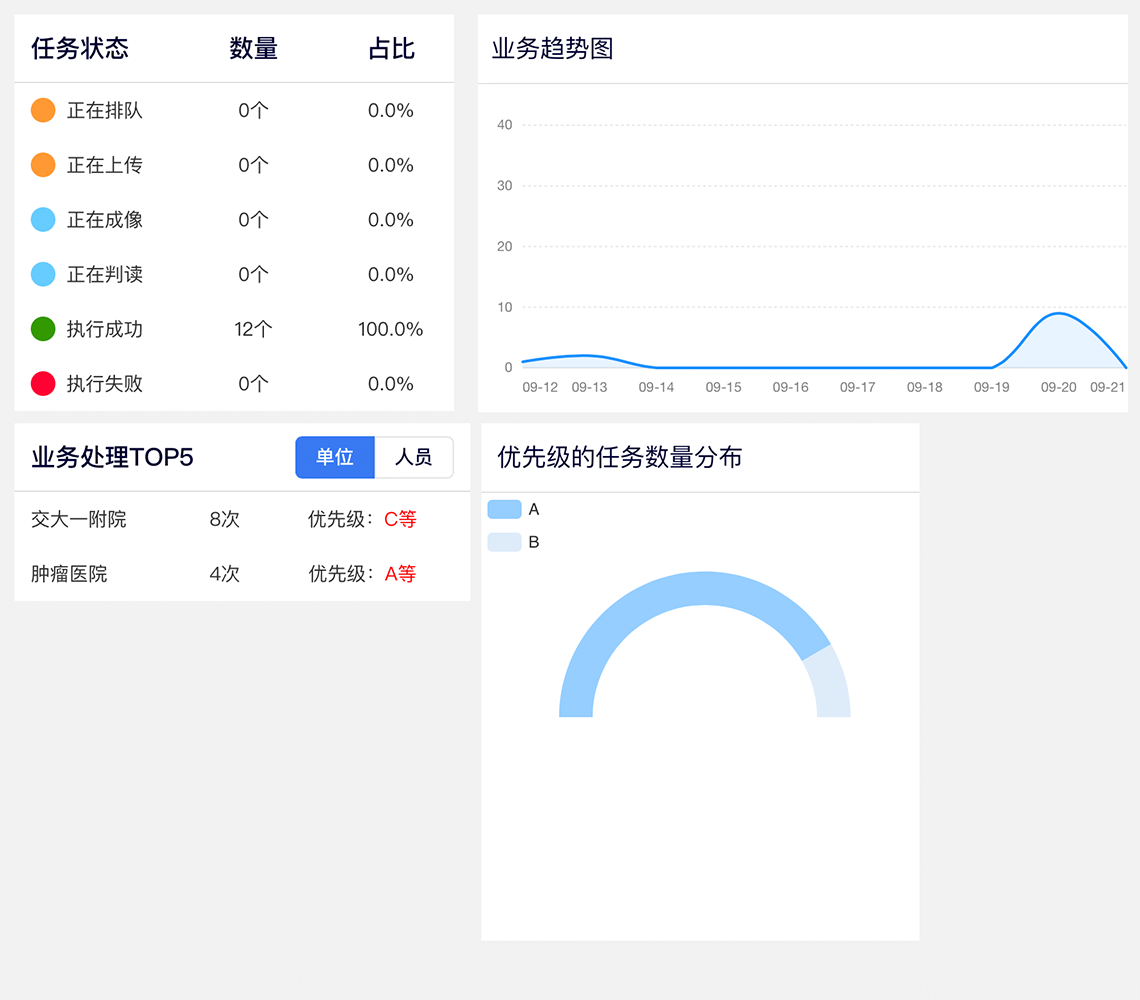 任务状态 数量 占比
正在排队 0个 0.0%
正在上传 0个 0.0%
正在成像 0个 0.0%
正在判读 0个 0.0%
执行成功 12个 100.0%
执行失败 0个 0.0%
业务趋势图
40
30
20
10
0
09-12 09-13 09-14 09-15 09-16 09-17 09-18 09-19 09-20 09-21
业务处理TOP5 单位 人员
交大一附院 8次 优先级：C等
肿瘤医院 4次 优先级：A等
优先级的任务数量分布
A
B